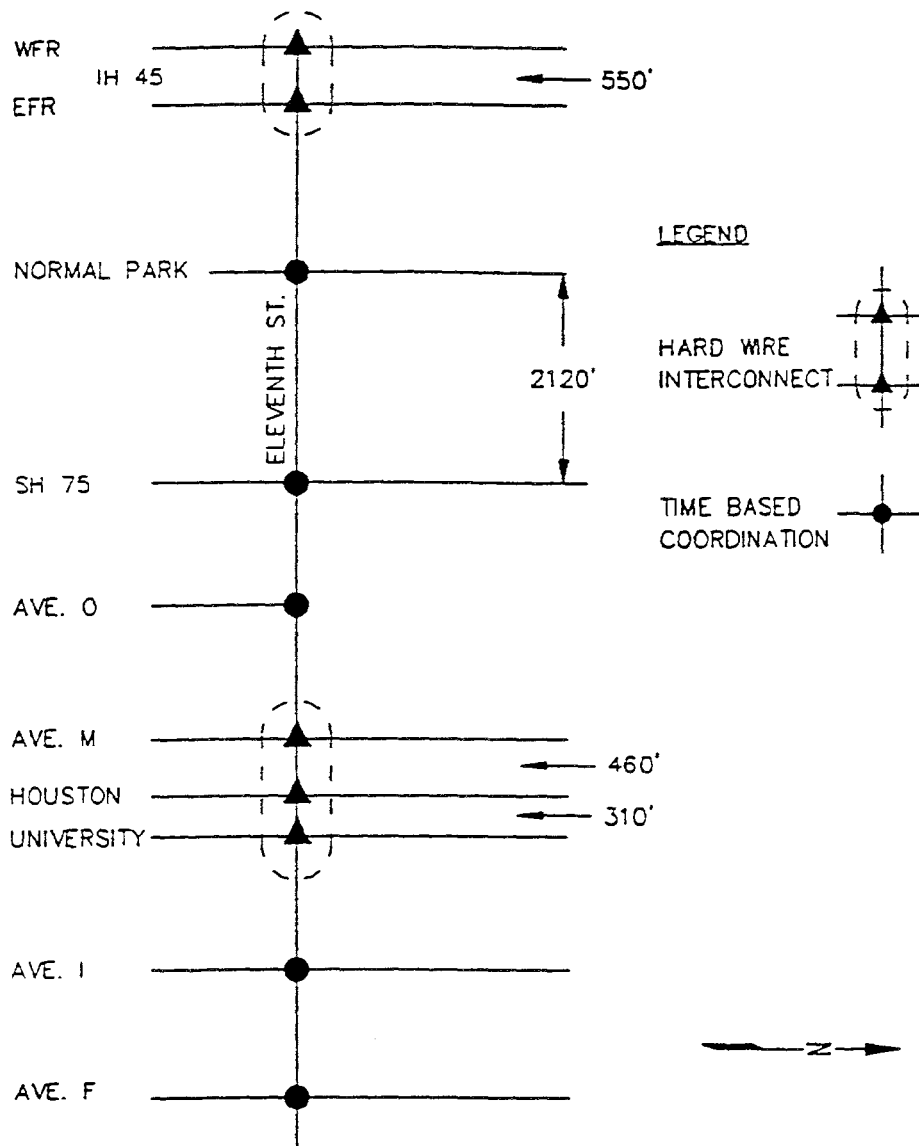 WFR
IH 45
550'
EFR
NORMAL PARK
ELEVENTH ST.
2120'
SH 75
AVE. O
AVE. M
460'
HOUSTON
310'
UNIVERSITY
AVE. I
AVE. F
LEGEND
HARD WIRE
INTERCONNECT
TIME BASED
COORDINATION
N